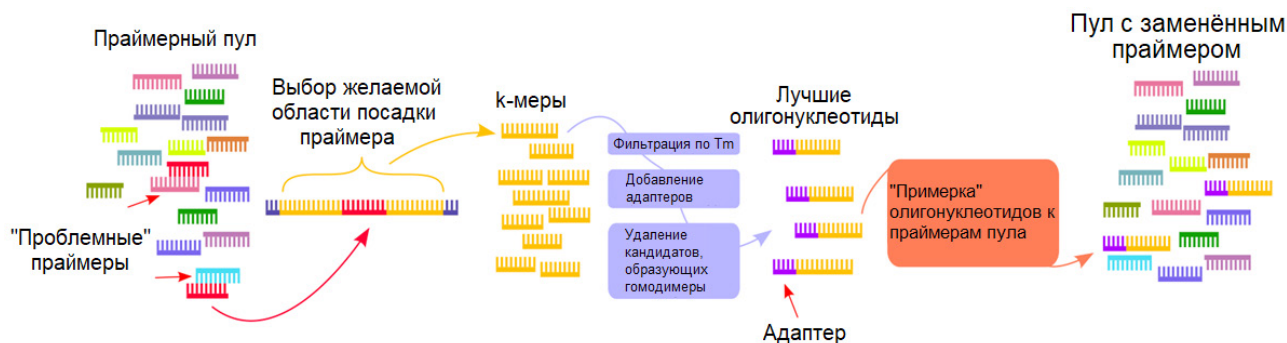 Праймерный пул
"Проблемные"
праймеры
Выбор желаемой
области посадки
праймера
k-меры
Фильтрация по Tm
Добавление
адаптеров
Удаление
кандидатов,
образующих
гомодимеры
Лучшие
олигонуклеотиды
Адаптер
"Примерка"
олигонуклеотидов к
праймерам пула
Пул с заменённым
праймером